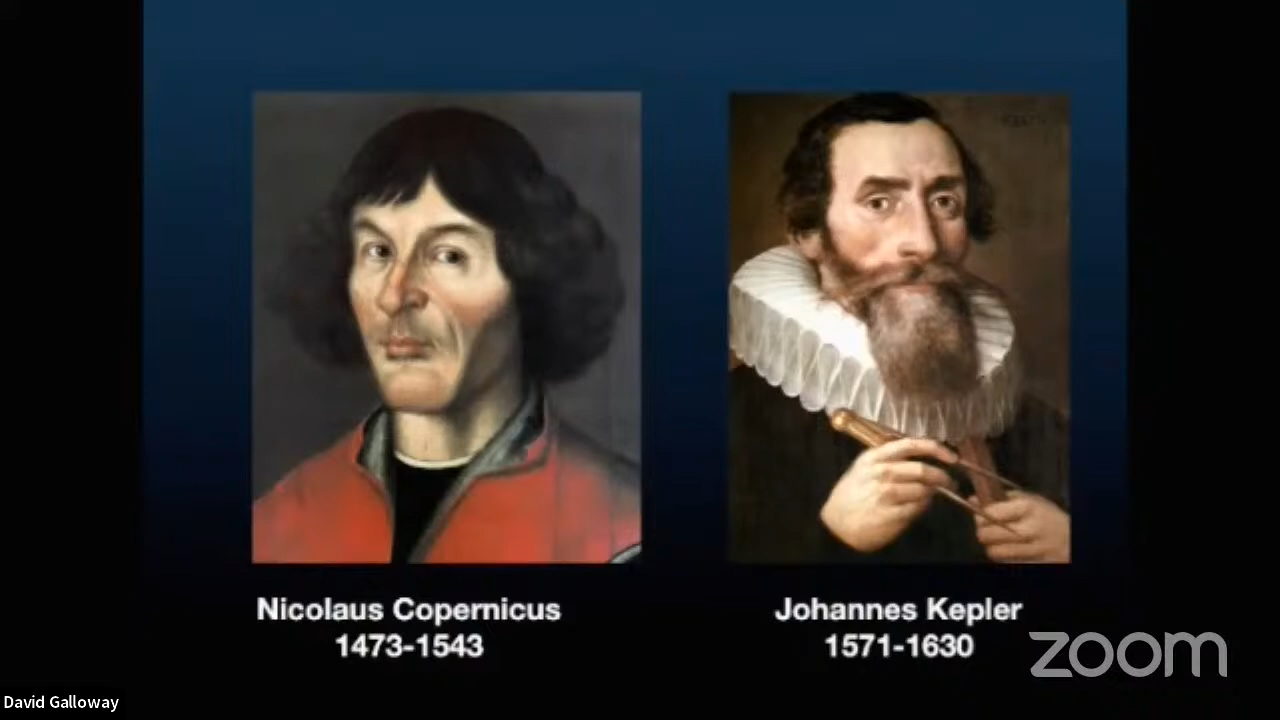 Nicolaus Copernicus
1473-1543
Johannes Kepler
1571-1630
zoom
David Galloway